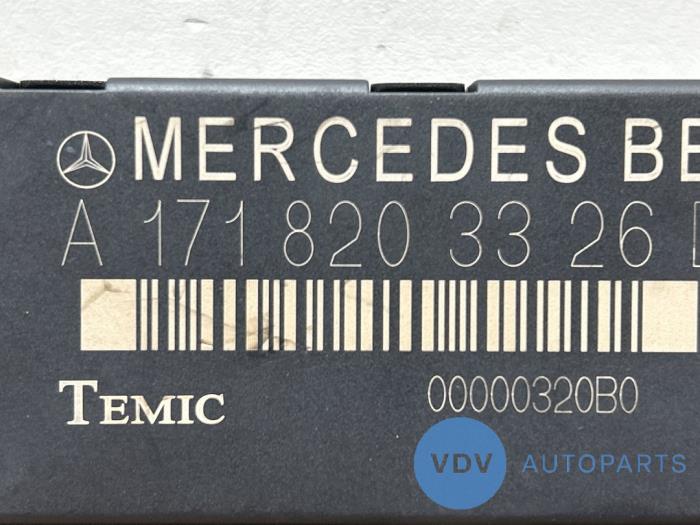 MERCEDES BE
A 171 820 33 26
TEMIC
00000320B0
VDV AUTOPARTS